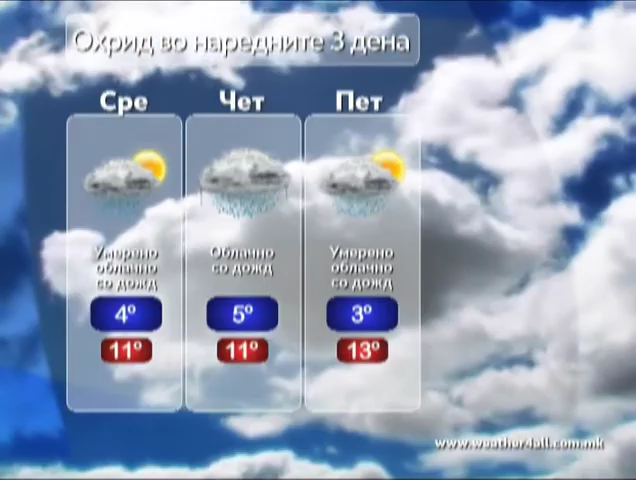 Охрид во наредните 3 дена
Сре Чет Пет
Умерено облачно со дожд
Облачно со дожд
Умерено облачно со дожд
4º 5º 3º
11º 11º 13º
www.weather4all.com.mk